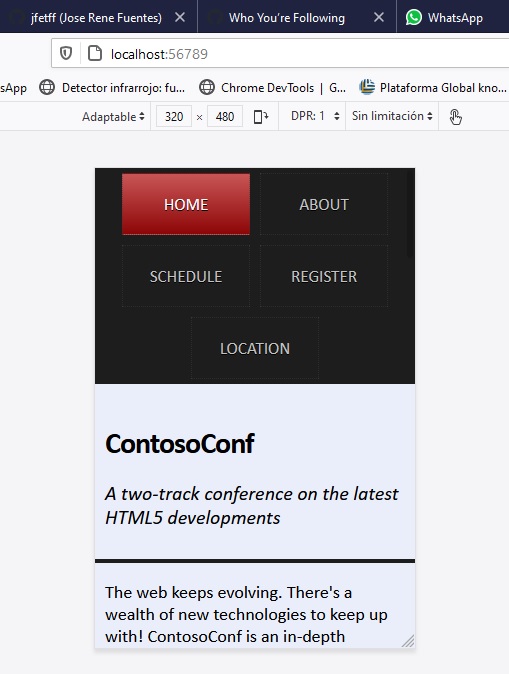 jfetff (Jose Rene Fuentes)
Who You're Following
WhatsApp
localhost:56789
sApp
Detector infrarrojo: fu...
Chrome DevTools | G...
Plataforma Global kno...
Adaptable
320 × 480
DPR: 1
Sin limitación
HOME
ABOUT
SCHEDULE
REGISTER
LOCATION
ContosoConf
A two-track conference on the latest
HTML5 developments
The web keeps evolving. There's a
wealth of new technologies to keep up
with! ContosoConf is an in-depth